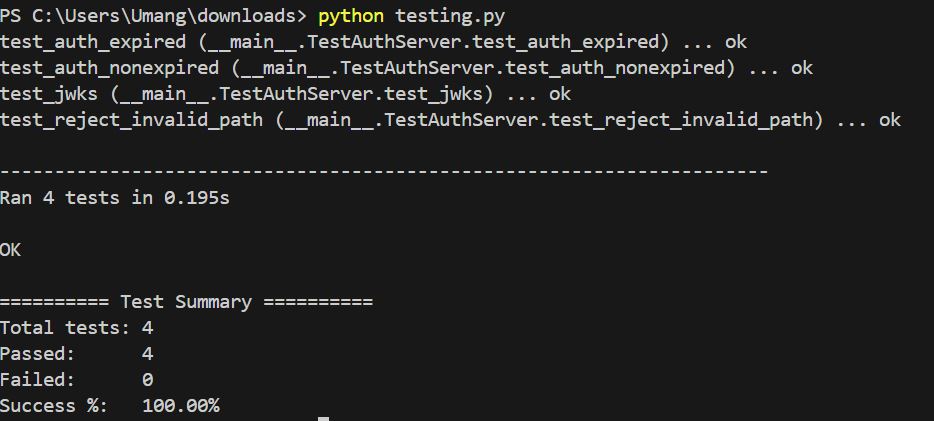 PS C:\Users\Umang\downloads> python testing.py
test_auth_expired (__main__.TestAuthServer.test_auth_expired) ... ok
test_auth_nonexpired (__main__.TestAuthServer.test_auth_nonexpired) ... ok
test_jwks (__main__.TestAuthServer.test_jwks) ... ok
test_reject_invalid_path (__main__.TestAuthServer.test_reject_invalid_path) ... ok
----------------------------------------------------------------------
Ran 4 tests in 0.195s
OK
========== Test Summary ==========
Total tests: 4
Passed:      4
Failed:      0
Success %:   100.00%